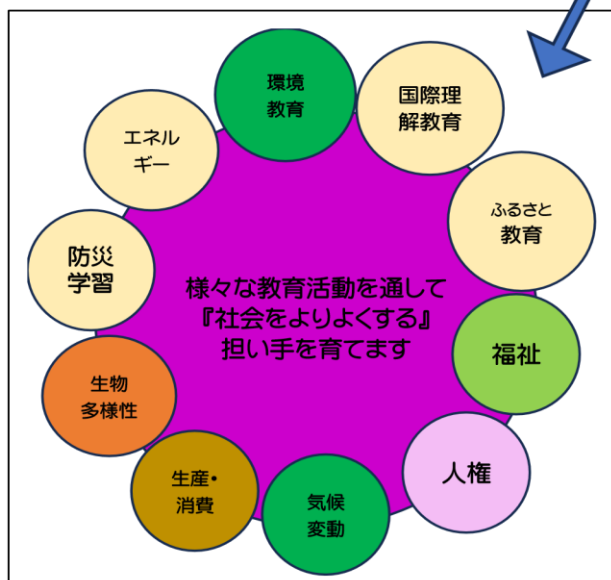 環境
教育
国際理
解教育
ふるさと
教育
福祉
人権
気候
変動
生産・
消費
生物
多様性
防災
学習
エネル
ギー
様々な教育活動を通して
『社会をよりよくする』
担い手を育てます